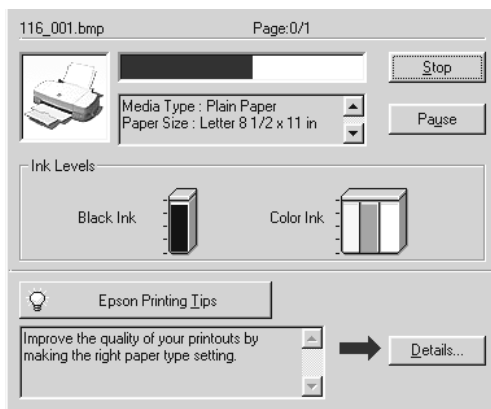 116_001.bmp Page:0/1
Stop
Media Type : Plain Paper
Paper Size : Letter 8 1/2 x 11 in
Pause
Ink Levels
Black Ink Color Ink
Epson Printing Tips
Improve the quality of your printouts by
making the right paper type setting.
Details...